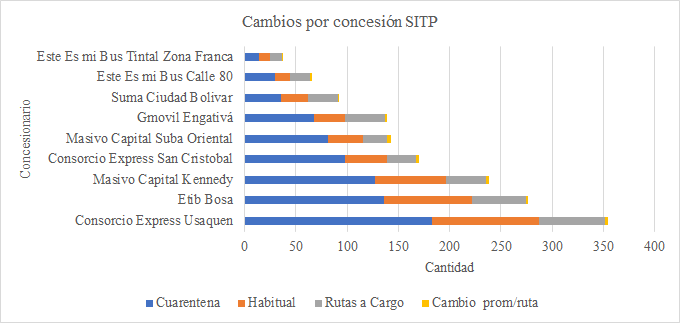 Cambios por concesión SITP
Concesionario
Este Es mi Bus Tintal Zona Franca
Este Es mi Bus Calle 80
Suma Ciudad Bolivar
Gmovil Engativá
Masivo Capital Suba Oriental
Consorcio Express San Cristobal
Masivo Capital Kennedy
Etib Bosa
Consorcio Express Usaquen
0 50 100 150 200 250 300 350 400
Cantidad
Cuarentena Habitual Rutas a Cargo Cambio prom/ruta